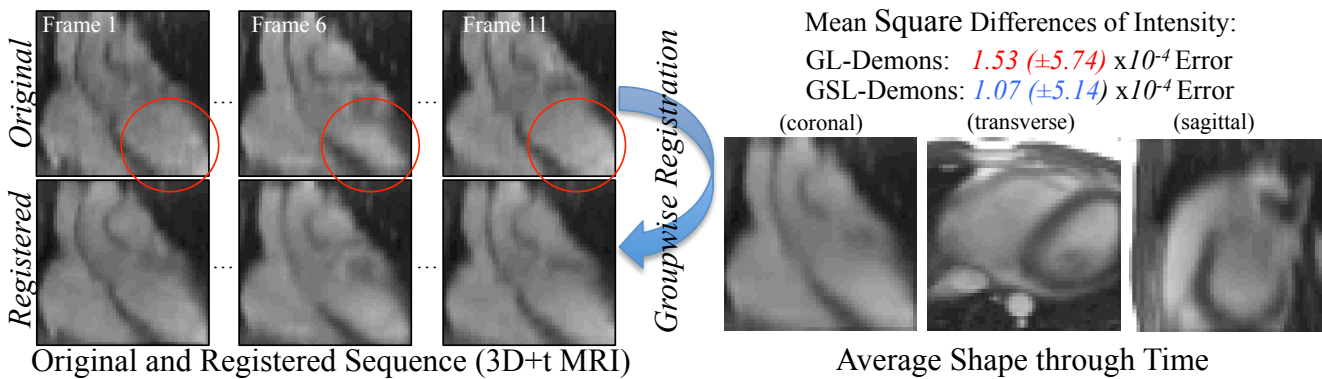 Original
Frame 1
Frame 6
Frame 11
...
...
Registered
...
...
Groupwise Registration
Original and Registered Sequence (3D+t MRI)
Mean Square Differences of Intensity:
GL-Demons: 1.53 (±5.74) x10⁻⁴ Error
GSL-Demons: 1.07 (±5.14) x10⁻⁴ Error
(coronal)
(transverse)
(sagittal)
Average Shape through Time